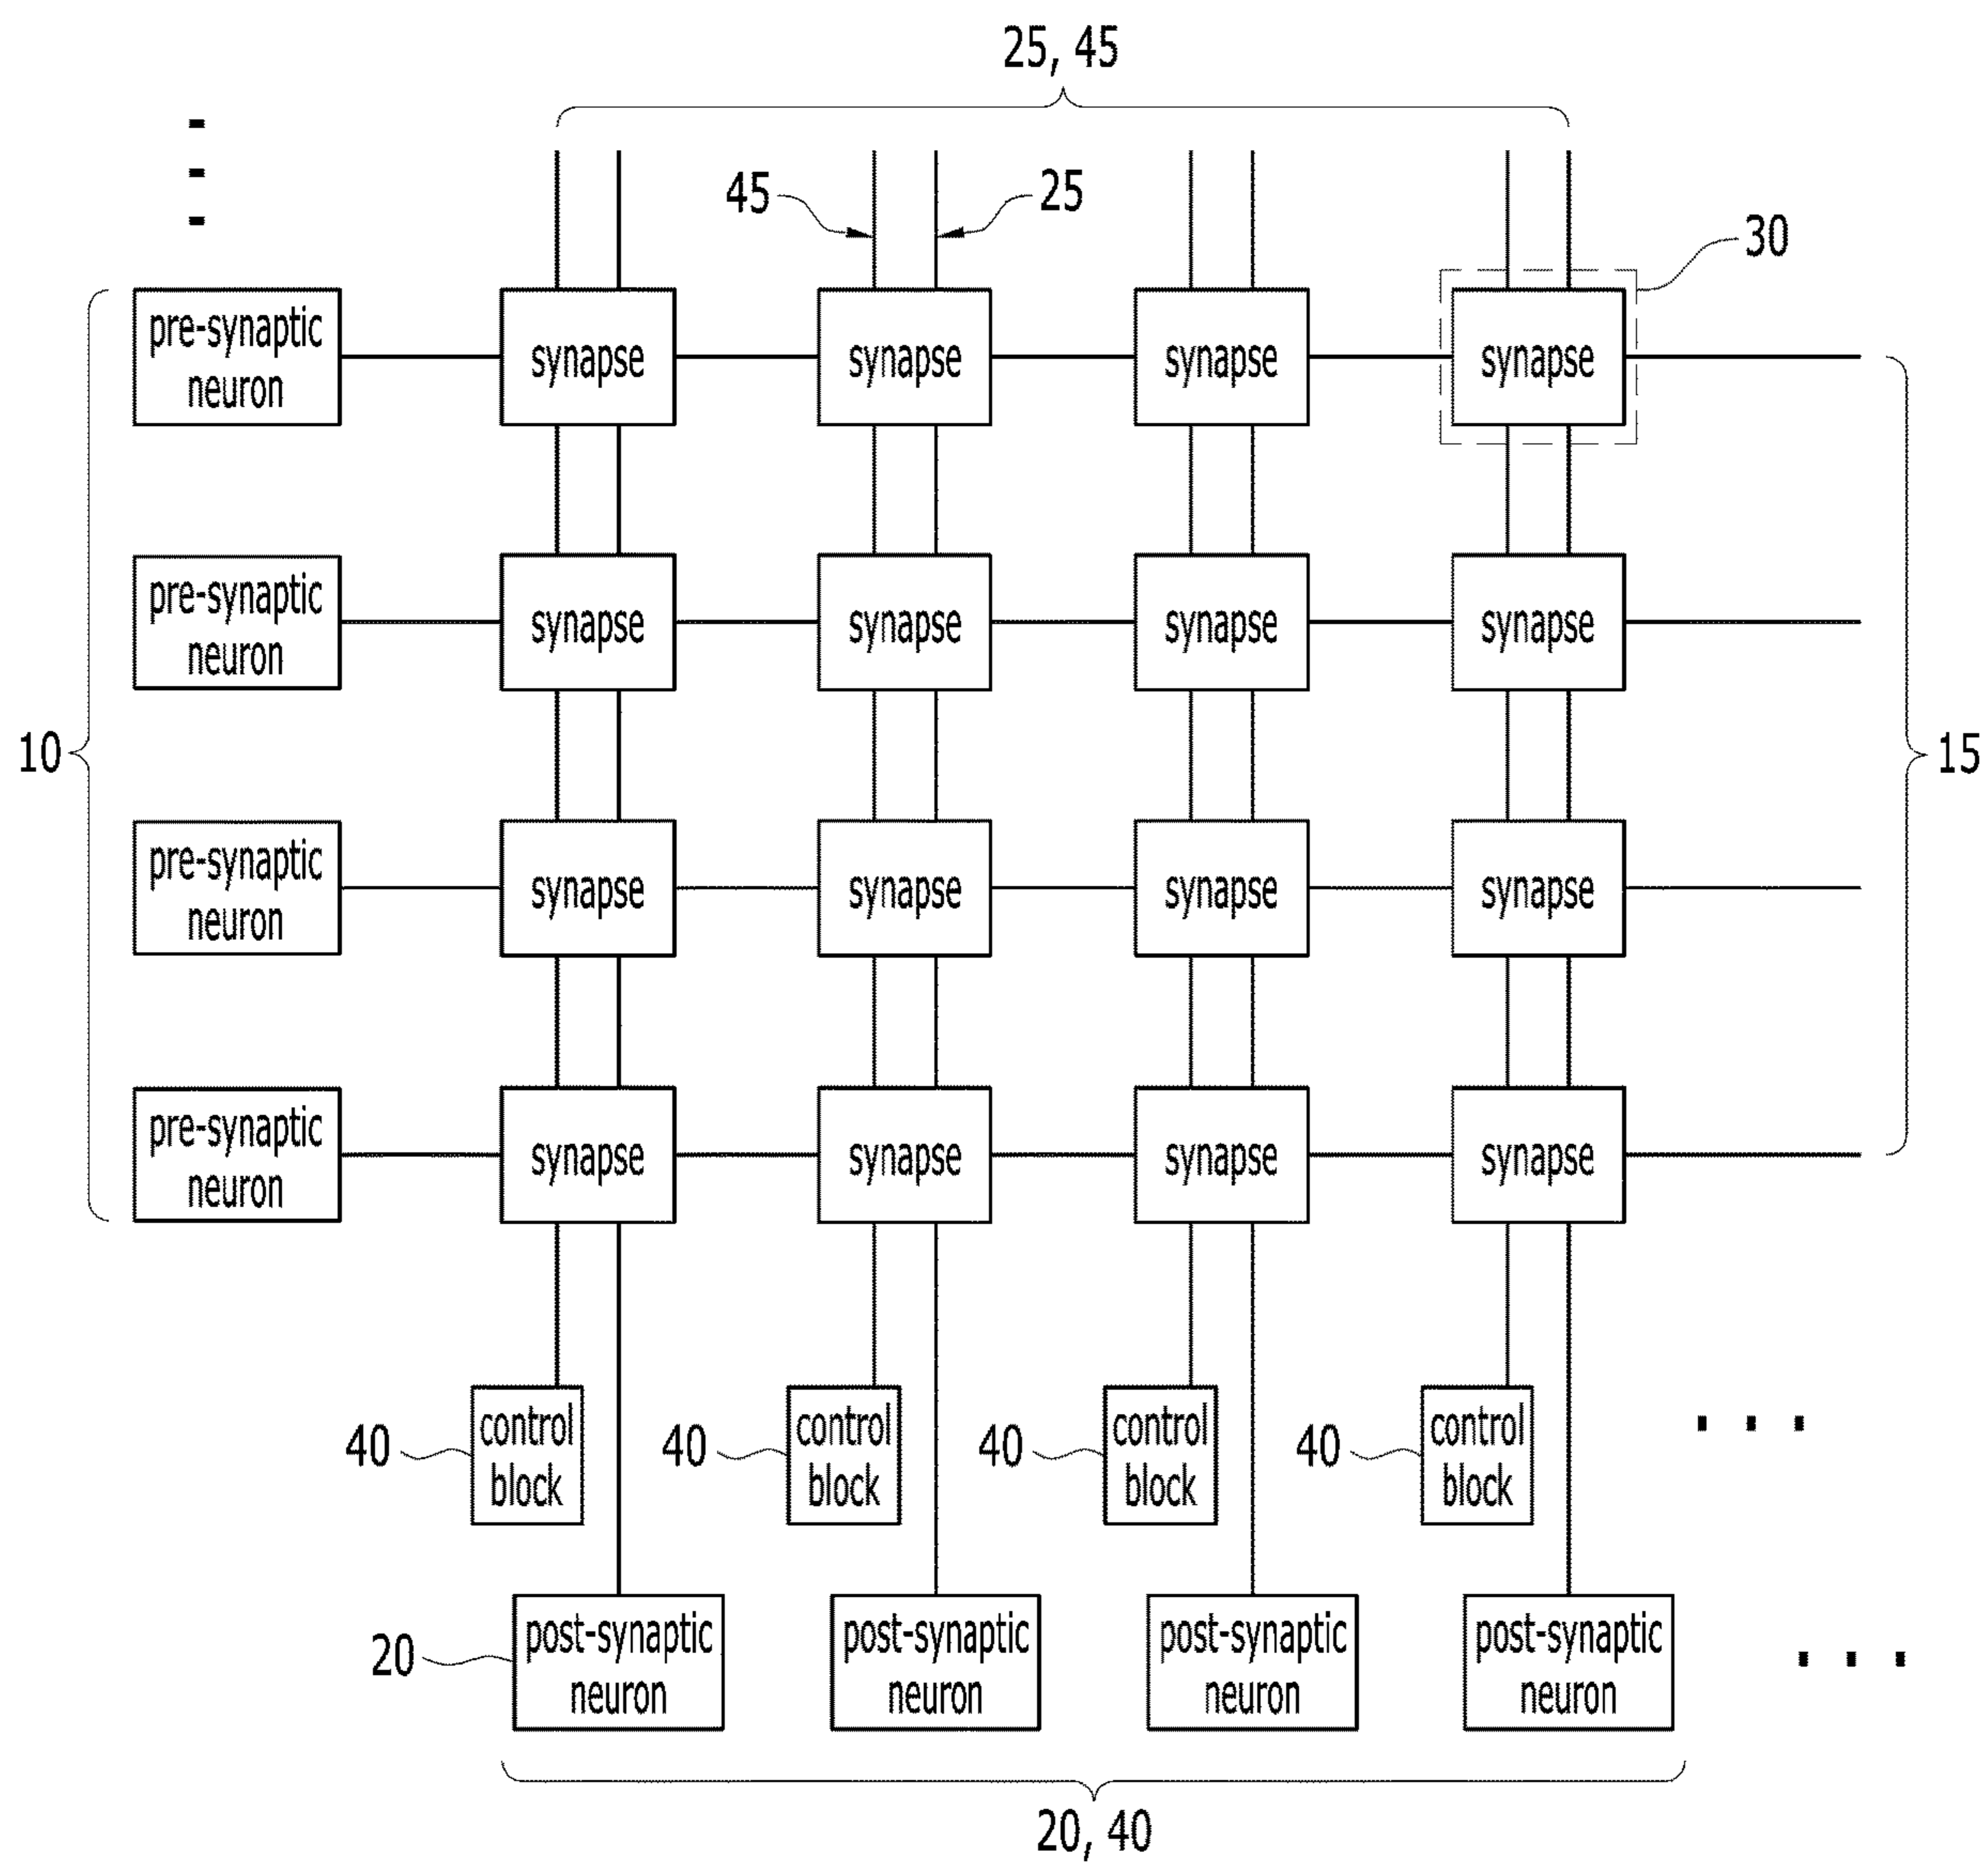 25, 45
45
25
30
pre-synaptic
neuron
synapse
synapse
synapse
synapse
pre-synaptic
neuron
synapse
synapse
synapse
synapse
10
15
pre-synaptic
neuron
synapse
synapse
synapse
synapse
pre-synaptic
neuron
synapse
synapse
synapse
synapse
40
control
block
40
control
block
40
control
block
40
control
block
20
post-synaptic
neuron
post-synaptic
neuron
post-synaptic
neuron
post-synaptic
neuron
20, 40